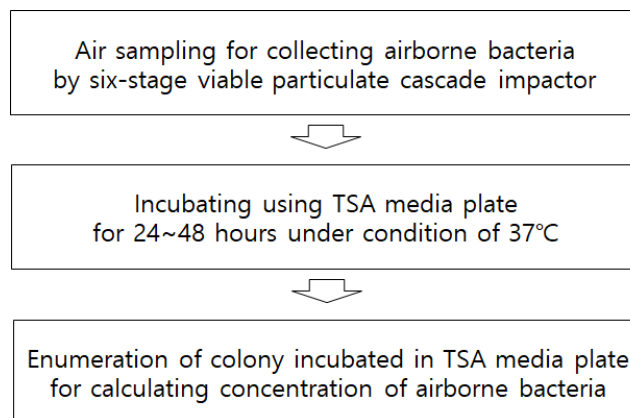 Air sampling for collecting airborne bacteria
by six-stage viable particulate cascade impactor
Incubating using TSA media plate
for 24~48 hours under condition of 37℃
Enumeration of colony incubated in TSA media plate
for calculating concentration of airborne bacteria